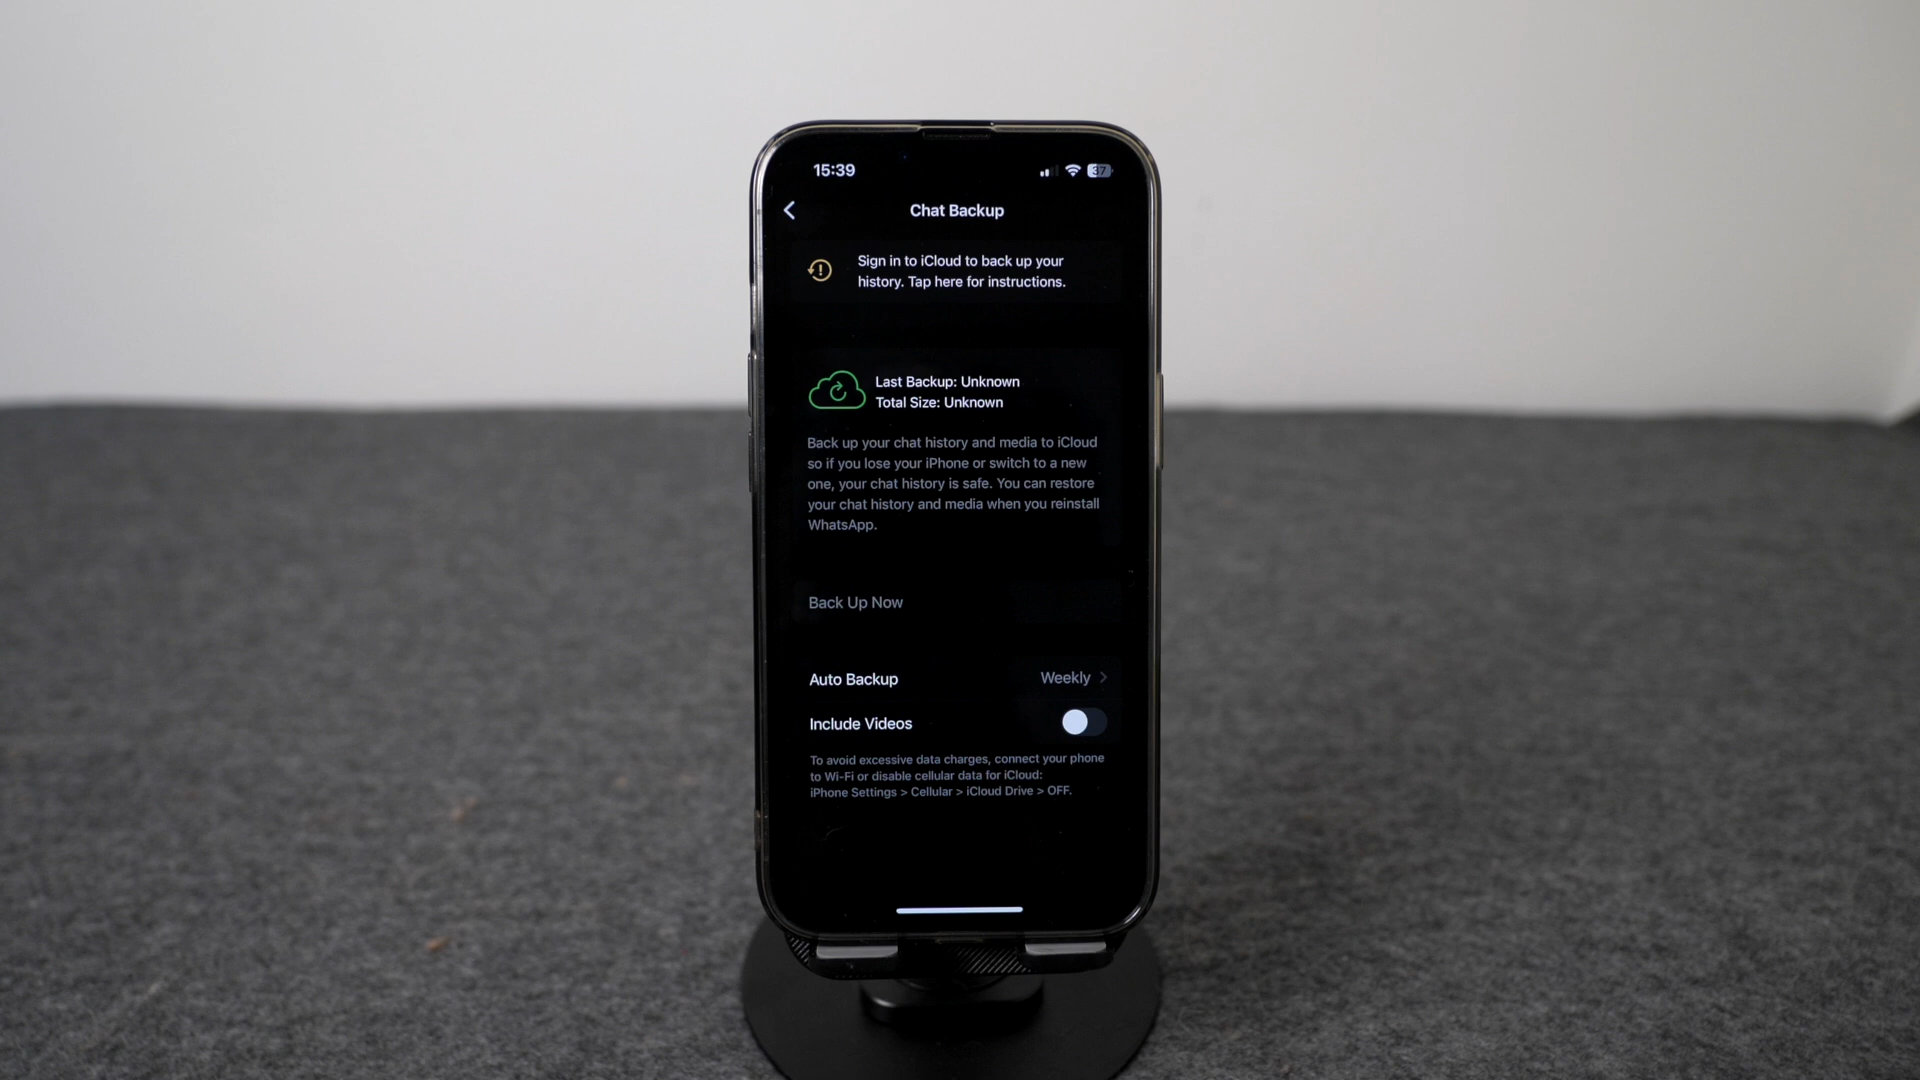 15:39
37
Chat Backup
Sign in to iCloud to back up your
history. Tap here for instructions.
Last Backup: Unknown
Total Size: Unknown
Back up your chat history and media to iCloud
so if you lose your iPhone or switch to a new
one, your chat history is safe. You can restore
your chat history and media when you reinstall
WhatsApp.
Back Up Now
Auto Backup Weekly
Include Videos
To avoid excessive data charges, connect your phone
to Wi-Fi or disable cellular data for iCloud:
iPhone Settings > Cellular > iCloud Drive > OFF.